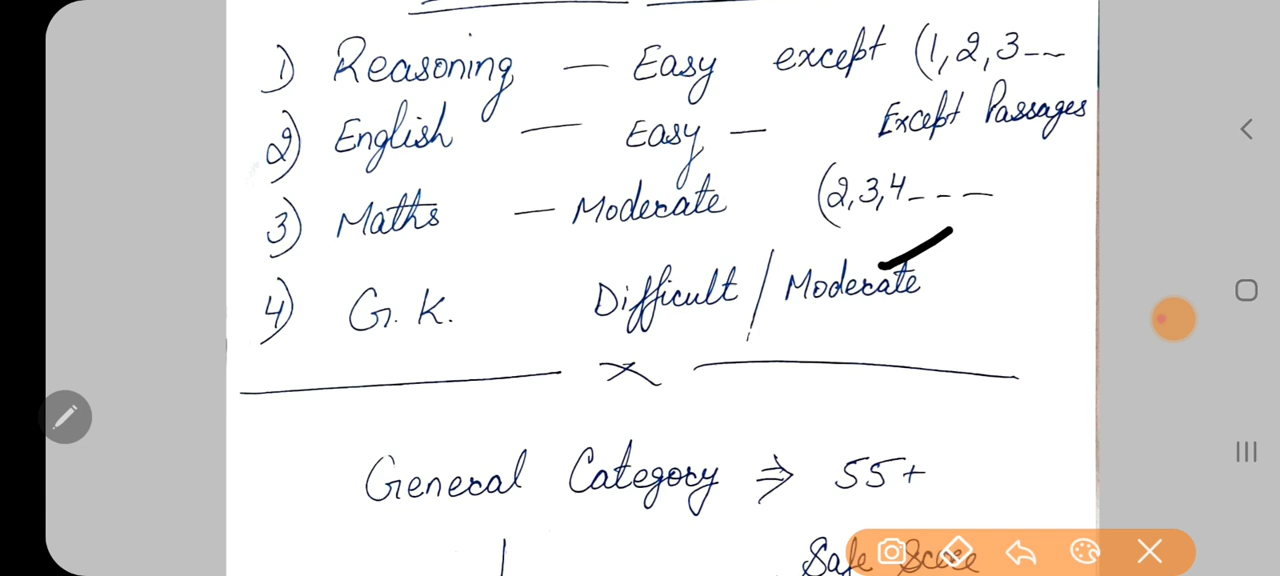 1) Reasoning — Easy except (1, 2, 3--
2) English — Easy — Except Passages
3) Maths — Moderate (2, 3, 4---
4) G.K. Difficult / Moderate
General Category ⇒ 55+
Safe Score